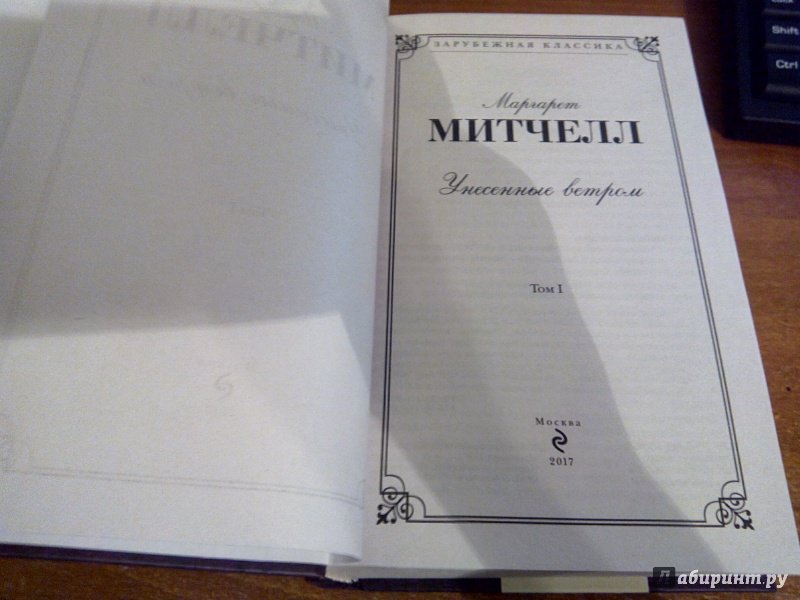 ЗАРУБЕЖНАЯ КЛАССИКА
Маргарет
МИТЧЕЛЛ
Унесенные ветром
Том I
Москва
2017
Shift
Ctrl
Лабиринт.ру